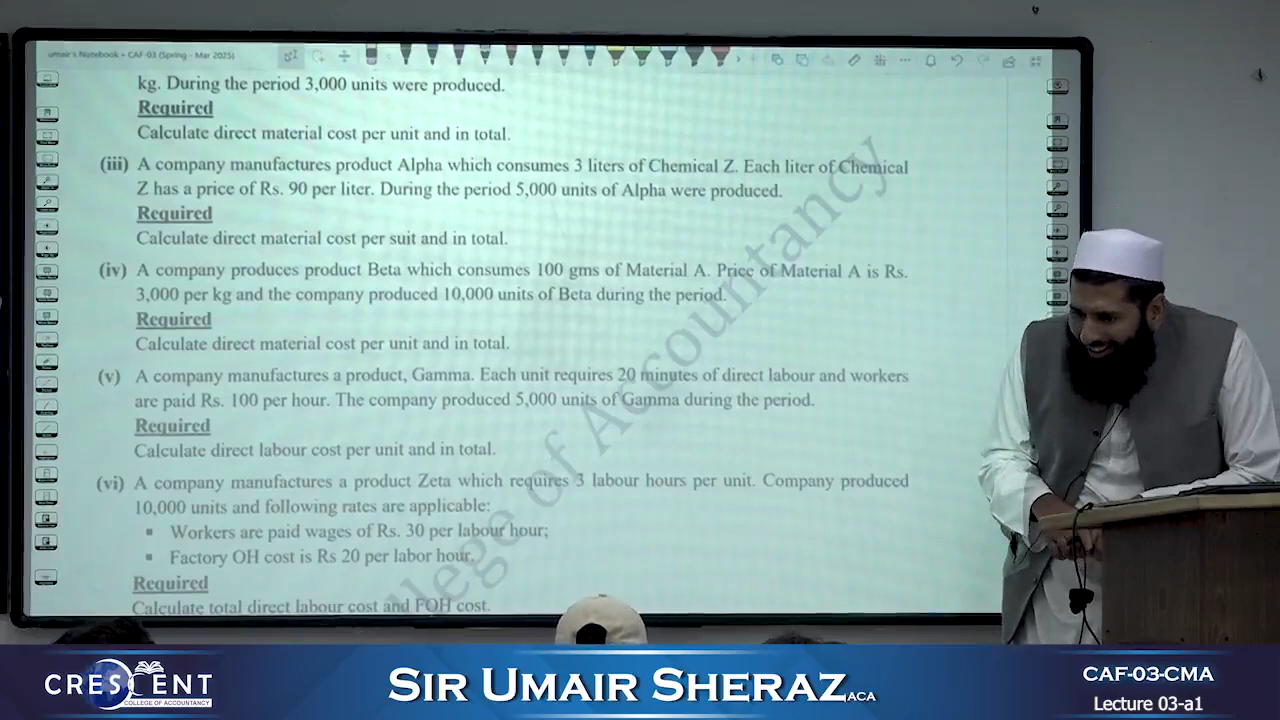 umair's Notebook • CAF-03 (Spring - Mar 2025)
kg. During the period 3,000 units were produced.
Required
Calculate direct material cost per unit and in total.
(iii) A company manufactures product Alpha which consumes 3 liters of Chemical Z. Each liter of Chemical
Z has a price of Rs. 90 per liter. During the period 5,000 units of Alpha were produced.
Required
Calculate direct material cost per suit and in total.
(iv) A company produces product Beta which consumes 100 gms of Material A. Price of Material A is Rs.
3,000 per kg and the company produced 10,000 units of Beta during the period.
Required
Calculate direct material cost per unit and in total.
(v) A company manufactures a product, Gamma. Each unit requires 20 minutes of direct labour and workers
are paid Rs. 100 per hour. The company produced 5,000 units of Gamma during the period.
Required
Calculate direct labour cost per unit and in total.
(vi) A company manufactures a product Zeta which requires 3 labour hours per unit. Company produced
10,000 units and following rates are applicable:
▪ Workers are paid wages of Rs. 30 per labour hour;
▪ Factory OH cost is Rs 20 per labor hour.
Required
Calculate total direct labour cost and FOH cost.
llege of Accountancy
CRESCENT
COLLEGE OF ACCOUNTANCY
SIR UMAIR SHERAZ, ACA
CAF-03-CMA
Lecture 03-a1